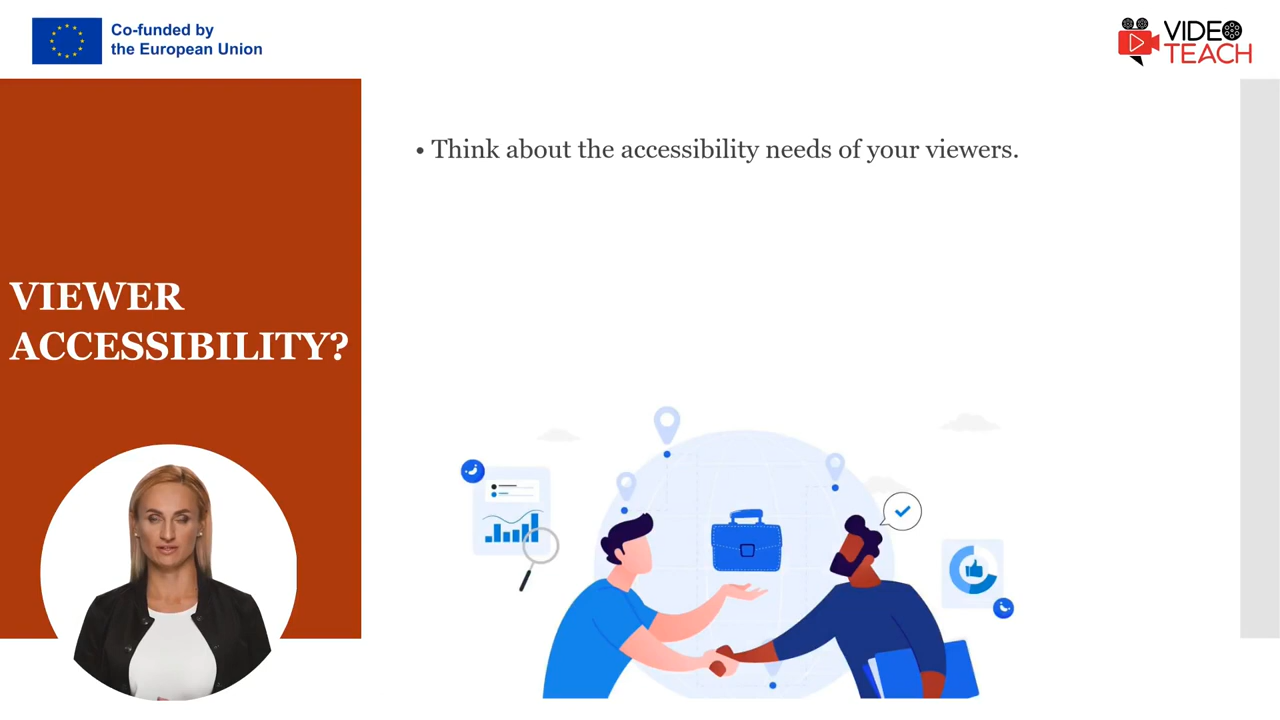 Co-funded by
the European Union
VIDEO
TEACH
• Think about the accessibility needs of your viewers.
VIEWER
ACCESSIBILITY?